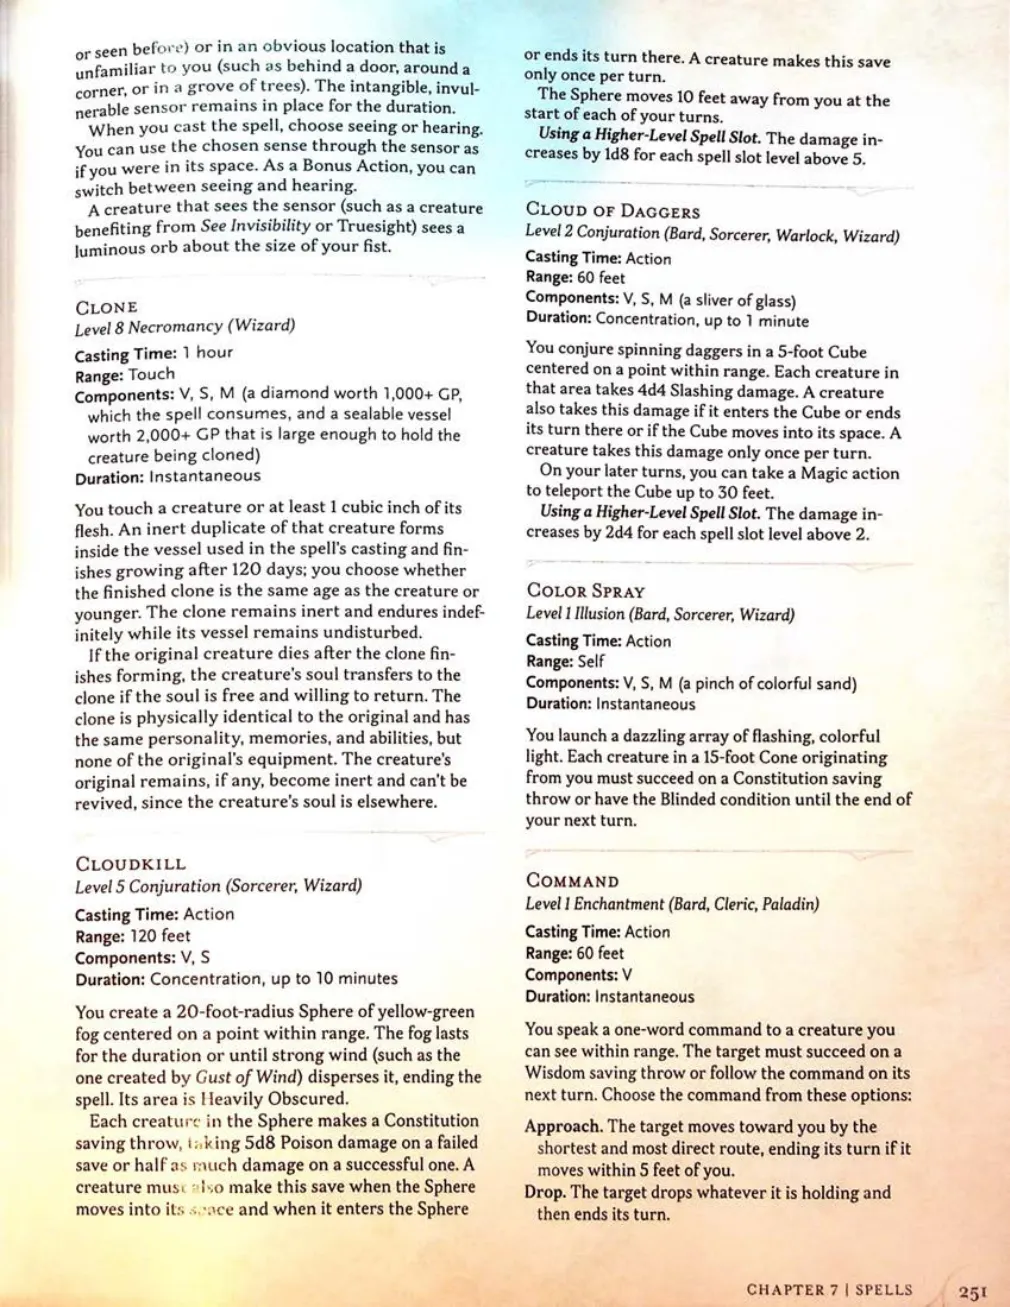 or seen before) or in an obvious location that is
unfamiliar to you (such as behind a door, around a
corner, or in a grove of trees). The intangible, invul-
nerable sensor remains in place for the duration.
When you cast the spell, choose seeing or hearing.
You can use the chosen sense through the sensor as
if you were in its space. As a Bonus Action, you can
switch between seeing and hearing.
A creature that sees the sensor (such as a creature
benefiting from See Invisibility or Truesight) sees a
luminous orb about the size of your fist.
CLONE
Level 8 Necromancy (Wizard)
Casting Time: 1 hour
Range: Touch
Components: V, S, M (a diamond worth 1,000+ GP,
which the spell consumes, and a sealable vessel
worth 2,000+ GP that is large enough to hold the
creature being cloned)
Duration: Instantaneous
You touch a creature or at least 1 cubic inch of its
flesh. An inert duplicate of that creature forms
inside the vessel used in the spell's casting and fin-
ishes growing after 120 days; you choose whether
the finished clone is the same age as the creature or
younger. The clone remains inert and endures indef-
initely while its vessel remains undisturbed.
If the original creature dies after the clone fin-
ishes forming, the creature's soul transfers to the
clone if the soul is free and willing to return. The
clone is physically identical to the original and has
the same personality, memories, and abilities, but
none of the original's equipment. The creature's
original remains, if any, become inert and can't be
revived, since the creature's soul is elsewhere.
CLOUDKILL
Level 5 Conjuration (Sorcerer, Wizard)
Casting Time: Action
Range: 120 feet
Components: V, S
Duration: Concentration, up to 10 minutes
You create a 20-foot-radius Sphere of yellow-green
fog centered on a point within range. The fog lasts
for the duration or until strong wind (such as the
one created by Gust of Wind) disperses it, ending the
spell. Its area is Heavily Obscured.
Each creature in the Sphere makes a Constitution
saving throw, taking 5d8 Poison damage on a failed
save or half as much damage on a successful one. A
creature must also make this save when the Sphere
moves into its space and when it enters the Sphere
or ends its turn there. A creature makes this save
only once per turn.
The Sphere moves 10 feet away from you at the
start of each of your turns.
Using a Higher-Level Spell Slot. The damage in-
creases by 1d8 for each spell slot level above 5.
CLOUD OF DAGGERS
Level 2 Conjuration (Bard, Sorcerer, Warlock, Wizard)
Casting Time: Action
Range: 60 feet
Components: V, S, M (a sliver of glass)
Duration: Concentration, up to 1 minute
You conjure spinning daggers in a 5-foot Cube
centered on a point within range. Each creature in
that area takes 4d4 Slashing damage. A creature
also takes this damage if it enters the Cube or ends
its turn there or if the Cube moves into its space. A
creature takes this damage only once per turn.
On your later turns, you can take a Magic action
to teleport the Cube up to 30 feet.
Using a Higher-Level Spell Slot. The damage in-
creases by 2d4 for each spell slot level above 2.
COLOR SPRAY
Level 1 Illusion (Bard, Sorcerer, Wizard)
Casting Time: Action
Range: Self
Components: V, S, M (a pinch of colorful sand)
Duration: Instantaneous
You launch a dazzling array of flashing, colorful
light. Each creature in a 15-foot Cone originating
from you must succeed on a Constitution saving
throw or have the Blinded condition until the end of
your next turn.
COMMAND
Level 1 Enchantment (Bard, Cleric, Paladin)
Casting Time: Action
Range: 60 feet
Components: V
Duration: Instantaneous
You speak a one-word command to a creature you
can see within range. The target must succeed on a
Wisdom saving throw or follow the command on its
next turn. Choose the command from these options:
Approach. The target moves toward you by the
shortest and most direct route, ending its turn if it
moves within 5 feet of you.
Drop. The target drops whatever it is holding and
then ends its turn.
CHAPTER 7 | SPELLS
251